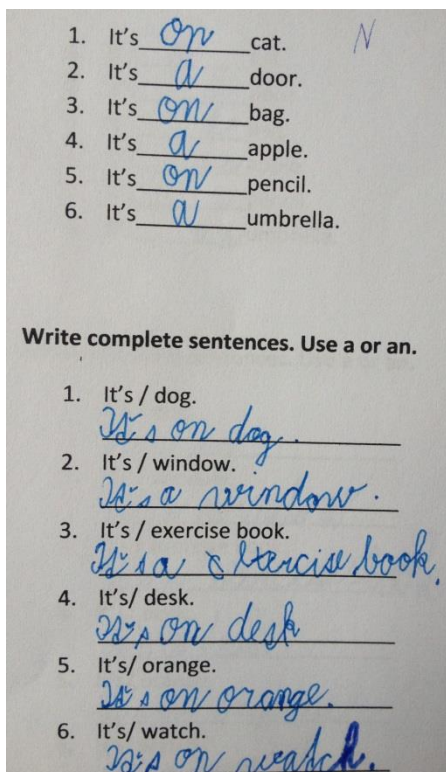 1. It's on cat. N
2. It's a door.
3. It's on bag.
4. It's a apple.
5. It's on pencil.
6. It's a umbrella.
Write complete sentences. Use a or an.
1. It's / dog.
It's on dog.
2. It's / window.
It's a window.
3. It's / exercise book.
It's a exercise book.
4. It's/ desk.
It's on desk
5. It's/ orange.
It's on orange.
6. It's/ watch.
It's on watch.